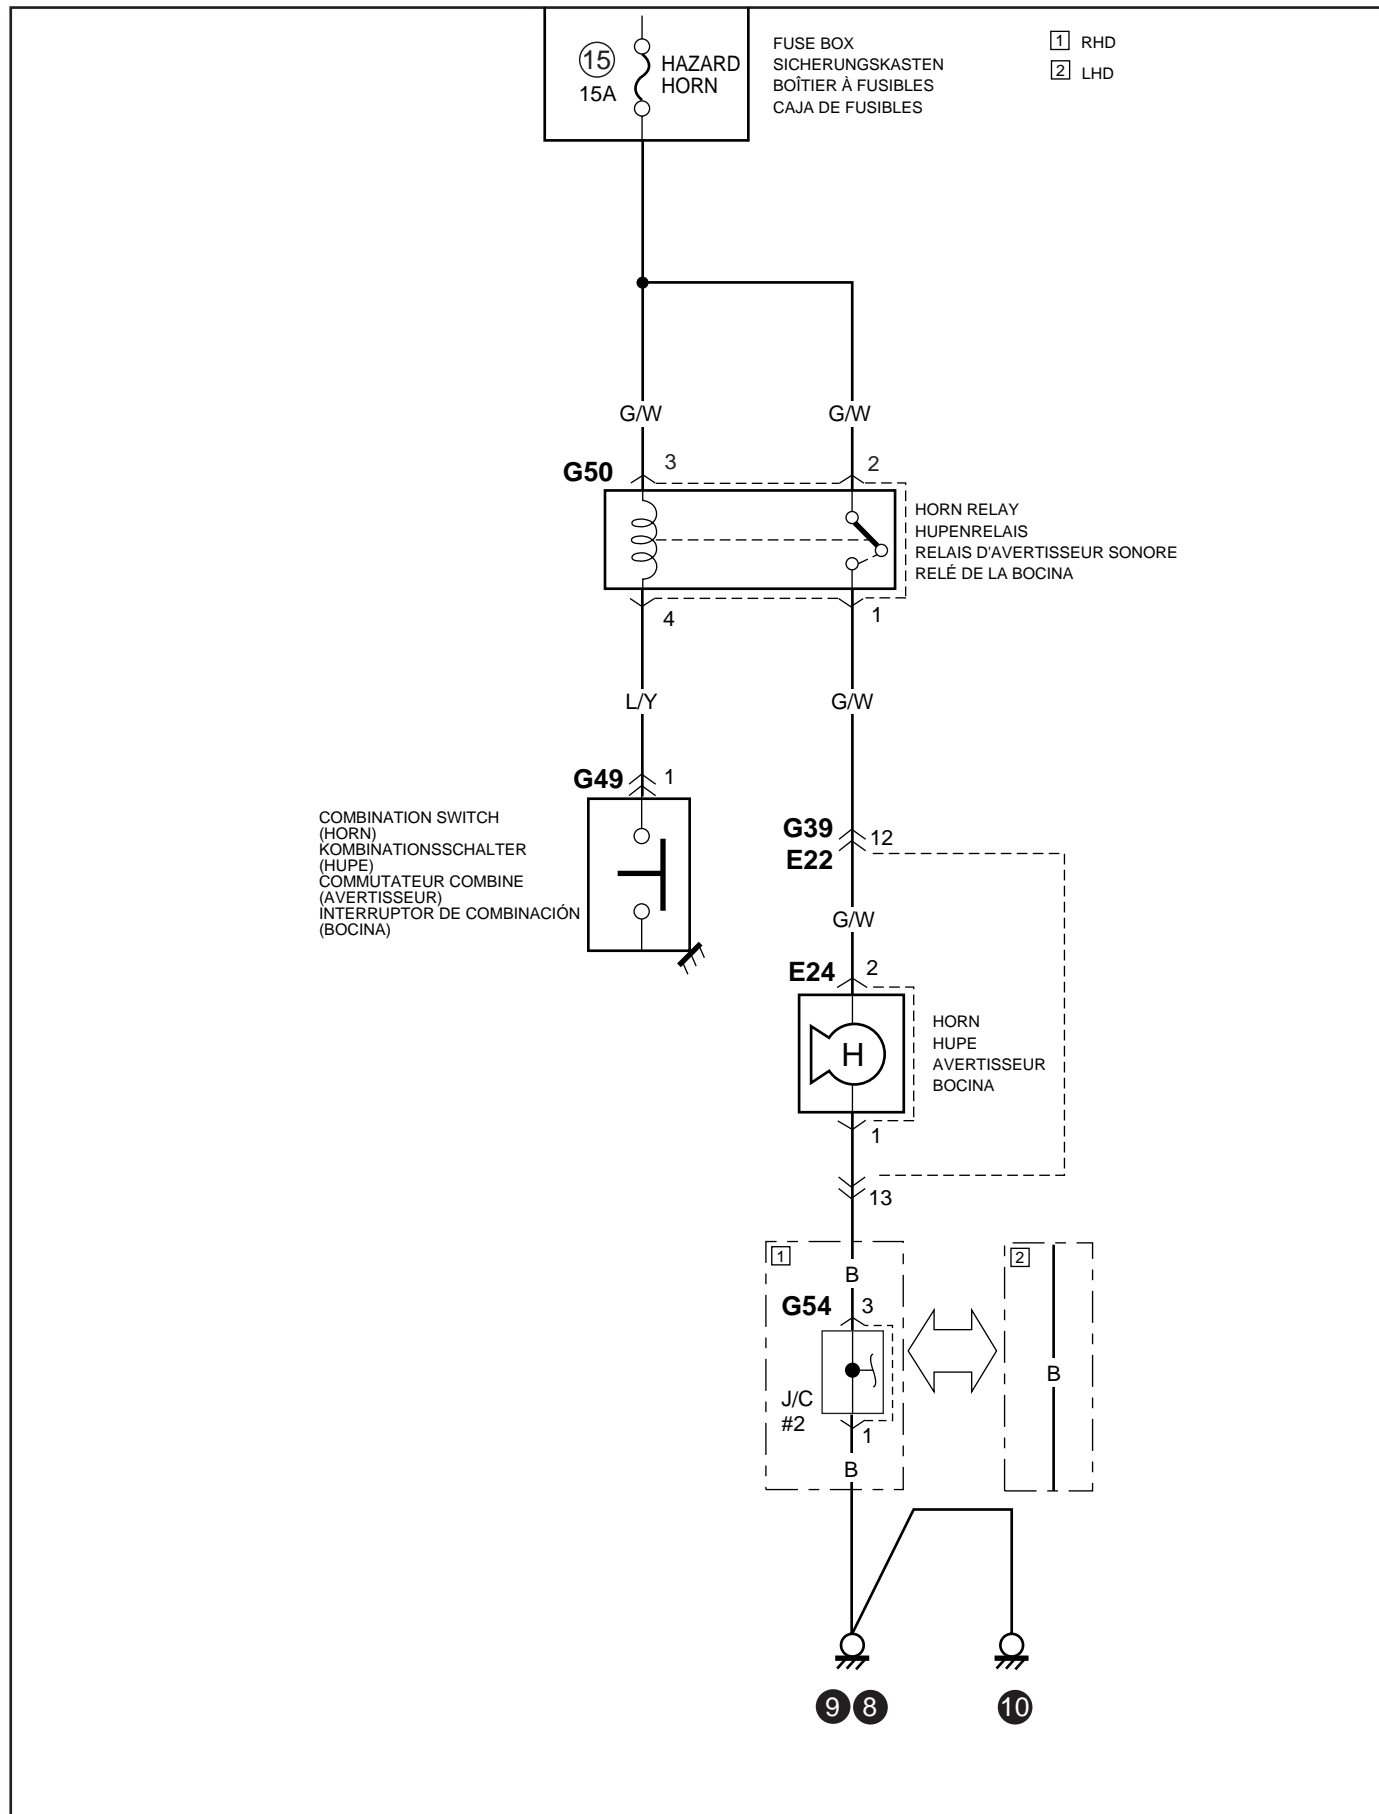 15
15A
HAZARD
HORN
FUSE BOX
SICHERUNGSKASTEN
BOÎTIER À FUSIBLES
CAJA DE FUSIBLES
1 RHD
2 LHD
G/W
G/W
G50
3
2
HORN RELAY
HUPENRELAIS
RELAIS D'AVERTISSEUR SONORE
RELÉ DE LA BOCINA
4
1
L/Y
G/W
G49
1
COMBINATION SWITCH
(HORN)
KOMBINATIONSSCHALTER
(HUPE)
COMMUTATEUR COMBINE
(AVERTISSEUR)
INTERRUPTOR DE COMBINACIÓN
(BOCINA)
G39
E22
12
G/W
E24
2
H
HORN
HUPE
AVERTISSEUR
BOCINA
1
13
1
B
G54
3
J/C
#2
1
B
2
B
9
8
10